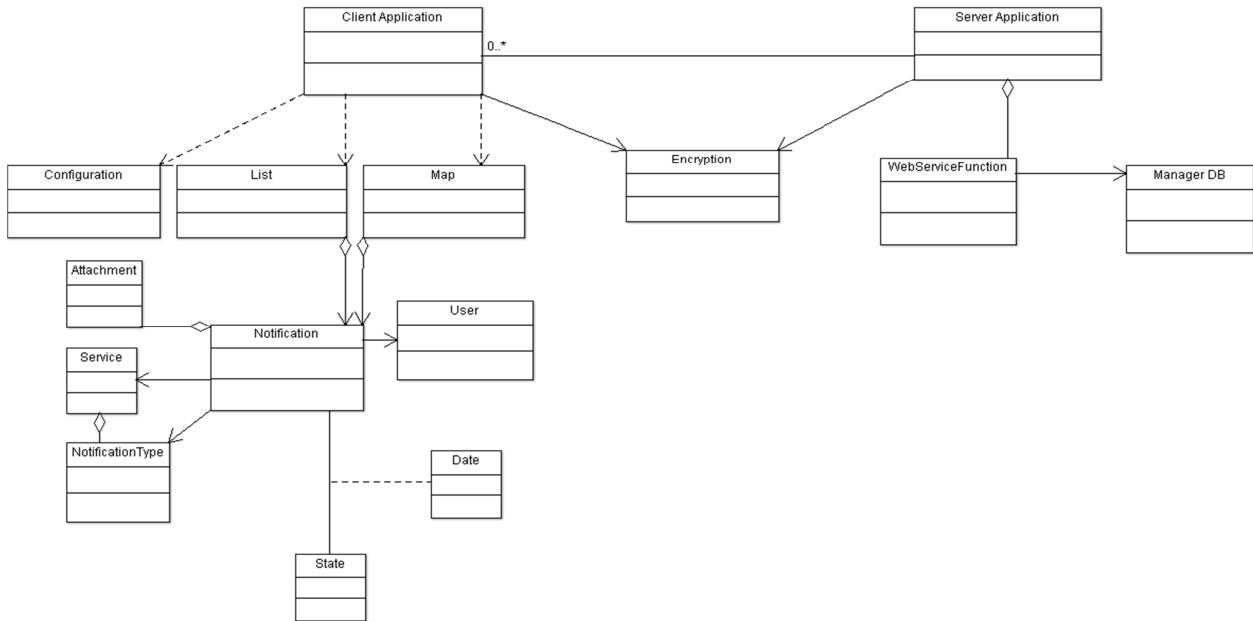 Client Application
Server Application
0..*
Configuration
List
Map
Encryption
WebServiceFunction
Manager DB
Attachment
Notification
User
Service
NotificationType
Date
State